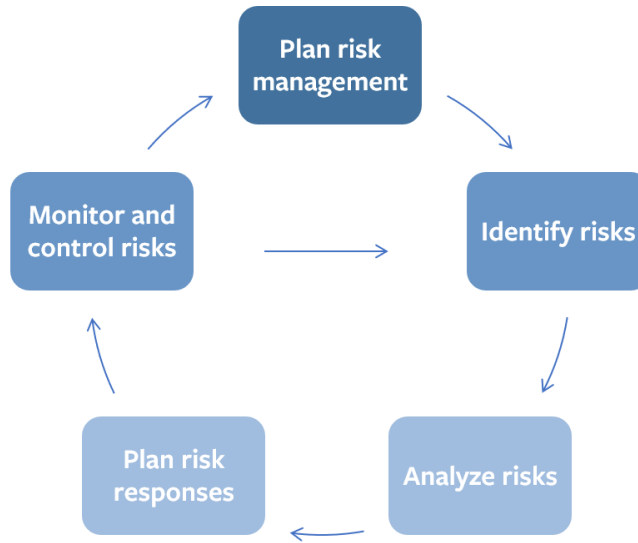 Plan risk
management
Monitor and
control risks
Identify risks
Plan risk
responses
Analyze risks